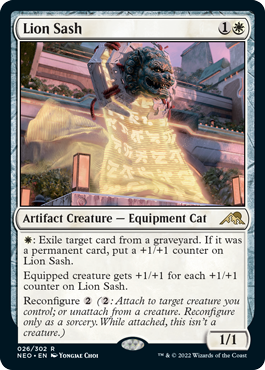 Lion Sash 1
Artifact Creature — Equipment Cat
: Exile target card from a graveyard. If it
was a permanent card, put a +1/+1 counter on
Lion Sash.
Equipped creature gets +1/+1 for each +1/+1
counter on Lion Sash.
Reconfigure 2 (2: Attach to target creature you
control; or unattach from a creature. Reconfigure
only as a sorcery. While attached, this isn't a
creature.)
1/1
026/302 R
NEO • EN YONGJAE CHOI
™ & © 2022 Wizards of the Coast